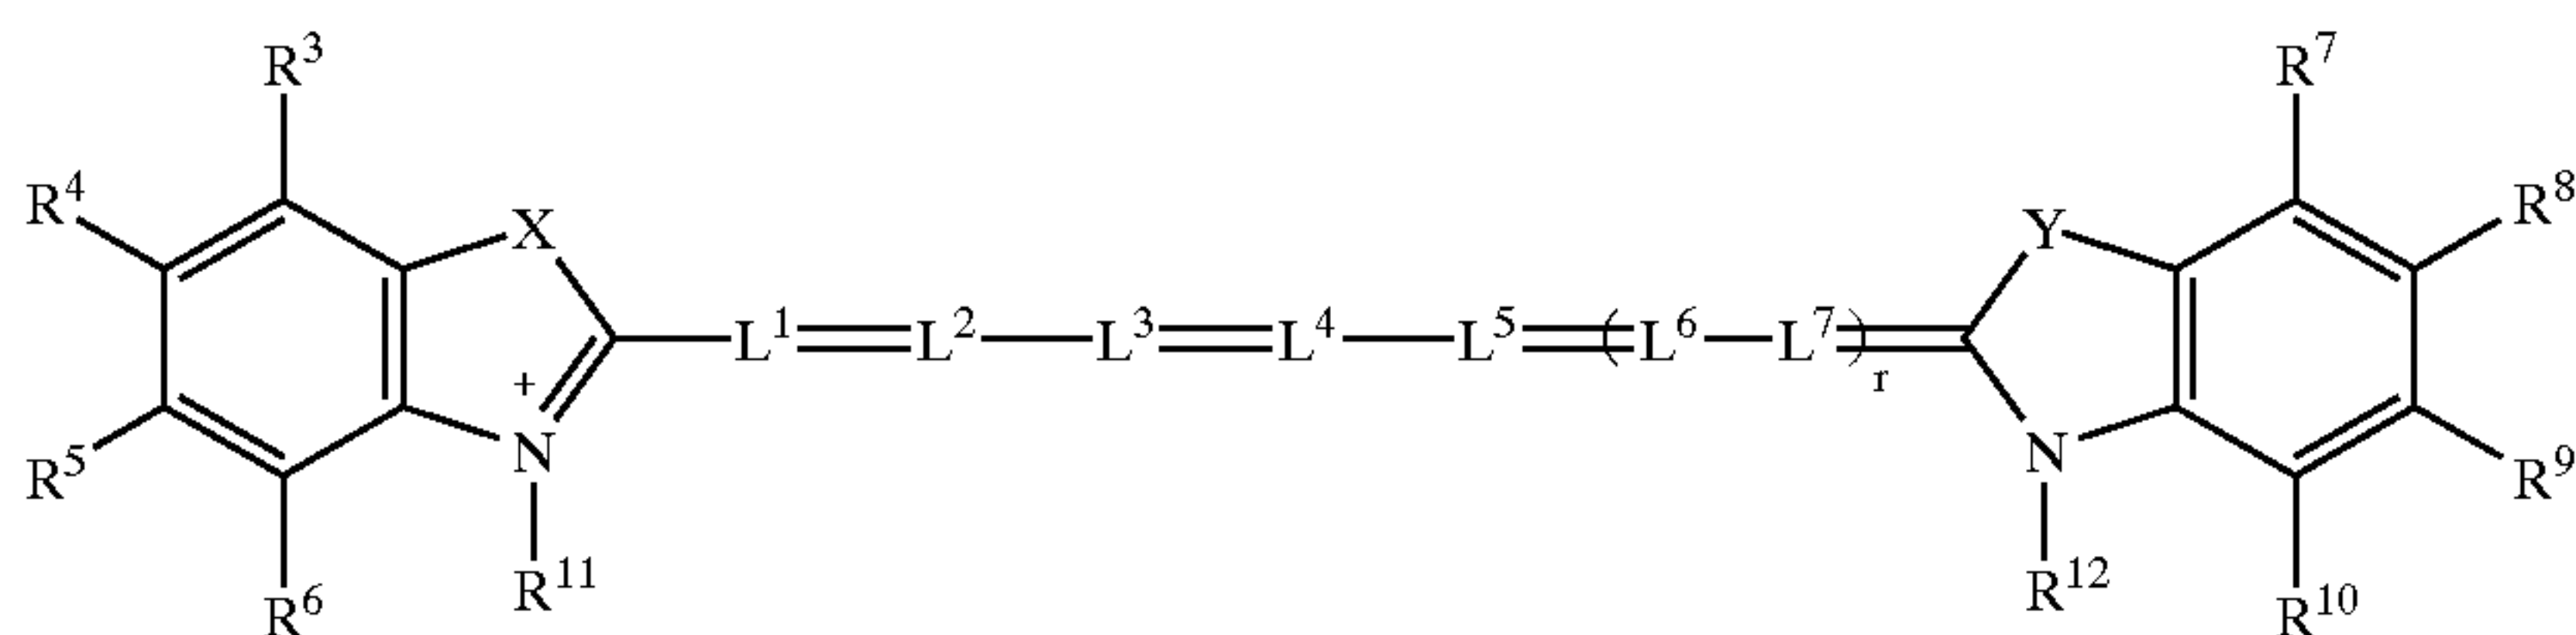 R³ R⁷
R⁴ X Y R⁸
L¹ L² L³ L⁴ L⁵ (L⁶ L⁷)r
+
R⁵ N N R⁹
R⁶ R¹¹ R¹² R¹⁰